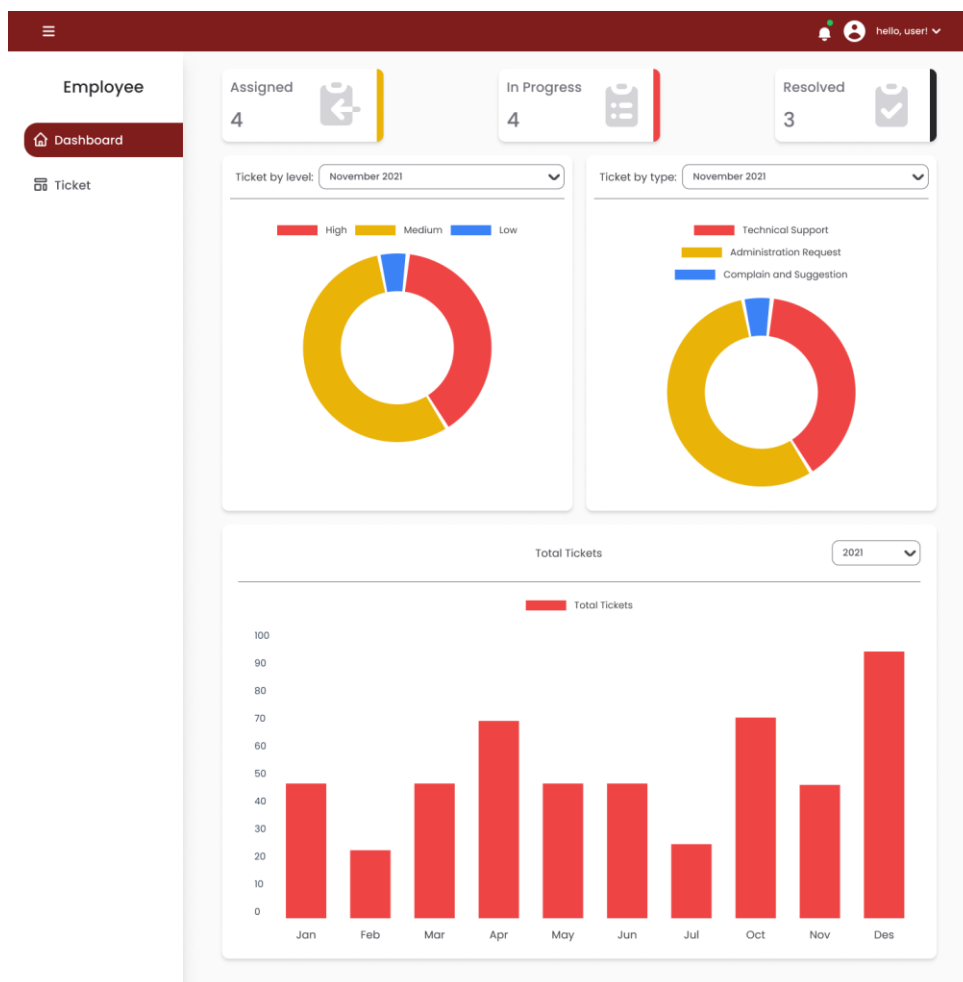 hello, user!
Employee
Dashboard
Ticket
Assigned
4
In Progress
4
Resolved
3
Ticket by level: November 2021
High Medium Low
Ticket by type: November 2021
Technical Support
Administration Request
Complain and Suggestion
Total Tickets 2021
Total Tickets
100
90
80
70
60
50
40
30
20
10
0
Jan Feb Mar Apr May Jun Jul Oct Nov Des